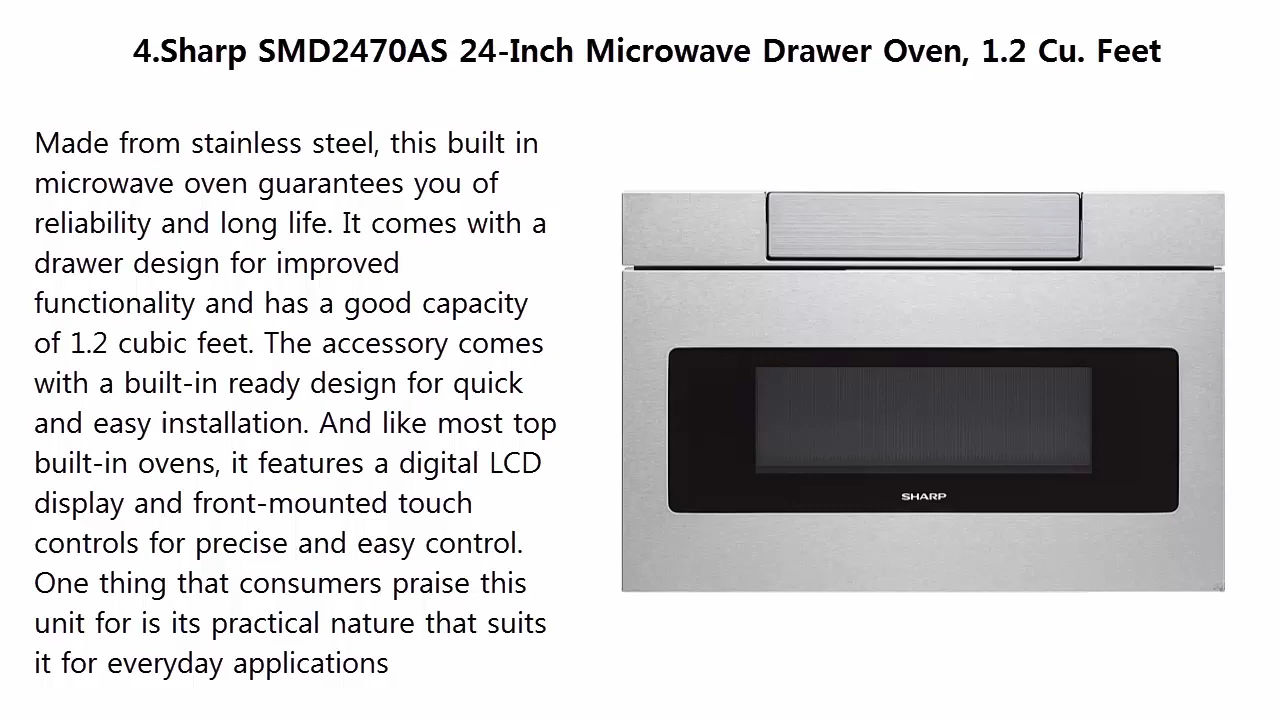 4.Sharp SMD2470AS 24-Inch Microwave Drawer Oven, 1.2 Cu. Feet
Made from stainless steel, this built in
microwave oven guarantees you of
reliability and long life. It comes with a
drawer design for improved
functionality and has a good capacity
of 1.2 cubic feet. The accessory comes
with a built-in ready design for quick
and easy installation. And like most top
built-in ovens, it features a digital LCD
display and front-mounted touch
controls for precise and easy control.
One thing that consumers praise this
unit for is its practical nature that suits
it for everyday applications
SHARP